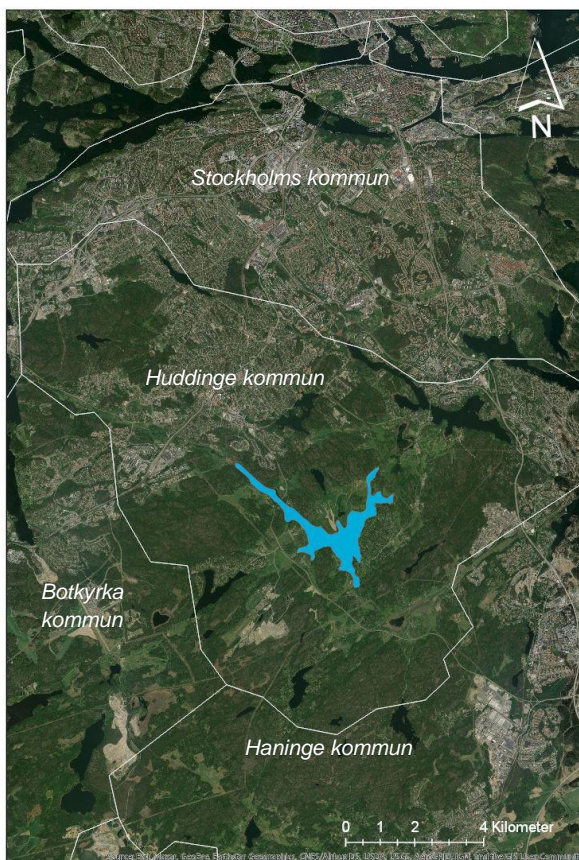 N
Stockholms kommun
Huddinge kommun
Botkyrka
kommun
Haninge kommun
0 1 2 4 Kilometer